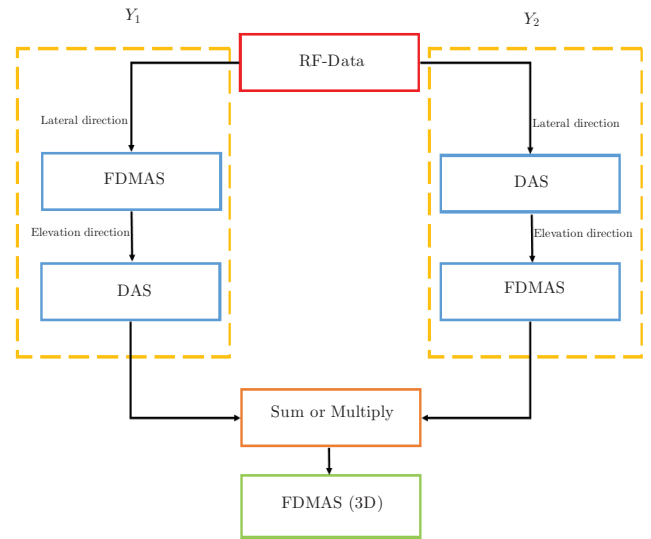 Y1
Y2
RF-Data
Lateral direction
Lateral direction
FDMAS
DAS
Elevation direction
Elevation direction
DAS
FDMAS
Sum or Multiply
FDMAS (3D)